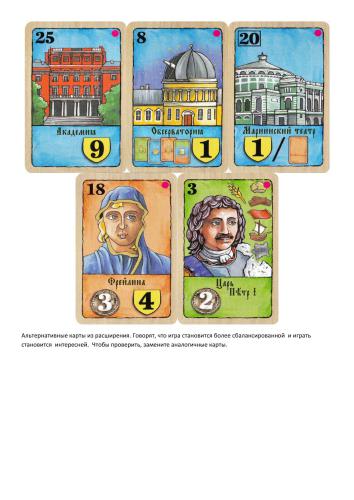 25
8
20
Академия
Обсерватория
Мариинский театр
9
1
1/
18
3
Фрейлина
Царь
Пётр I
3
4
2
Альтернативные карты из расширения. Говорят, что игра становится более сбалансированной и играть
становится интересней. Чтобы проверить, замените аналогичные карты.